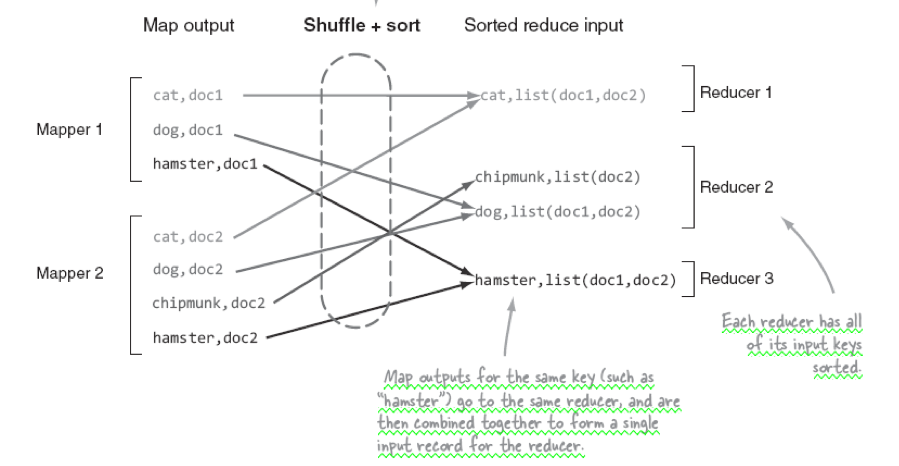 Map output
Shuffle + sort
Sorted reduce input
Mapper 1
cat,doc1
dog,doc1
hamster,doc1
Mapper 2
cat,doc2
dog,doc2
chipmunk,doc2
hamster,doc2
cat,list(doc1,doc2)
Reducer 1
chipmunk,list(doc2)
dog,list(doc1,doc2)
Reducer 2
hamster,list(doc1,doc2)
Reducer 3
Each reducer has all
of its input keys
sorted.
Map outputs for the same key (such as
"hamster") go to the same reducer, and are
then combined together to form a single
input record for the reducer.